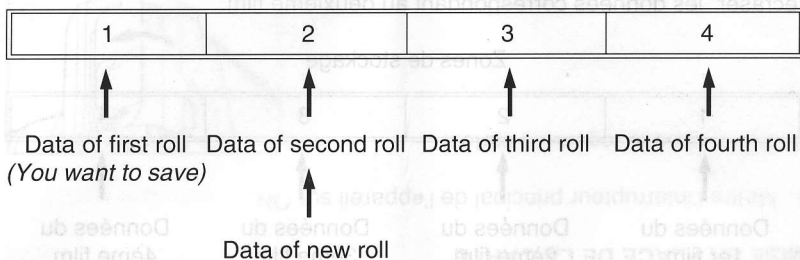 1 2 3 4
Data of first roll Data of second roll Data of third roll Data of fourth roll
(You want to save)
Data of new roll